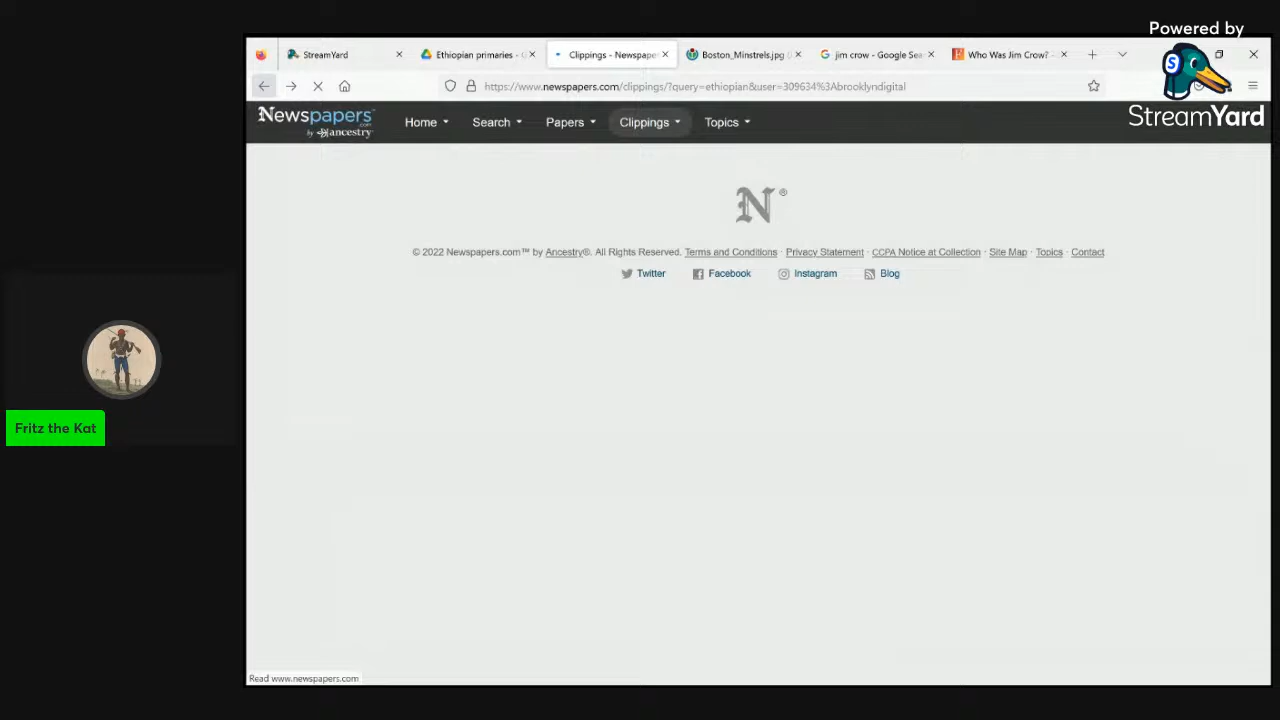 Powered by
StreamYard
StreamYard
Ethiopian primaries - G
Clippings - Newspape
Boston_Minstrels.jpg (
jim crow - Google Sea
Who Was Jim Crow? -
https://www.newspapers.com/clippings/?query=ethiopian&user=309634%3Abrooklyndigital
Newspapers.com
by ancestry
Home
Search
Papers
Clippings
Topics
N®
© 2022 Newspapers.com™ by Ancestry®. All Rights Reserved. Terms and Conditions · Privacy Statement · CCPA Notice at Collection · Site Map · Topics · Contact
Twitter
Facebook
Instagram
Blog
Fritz the Kat
Read www.newspapers.com